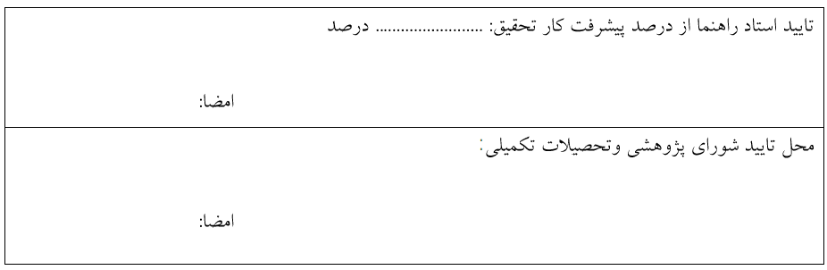 تایید استاد راهنما از درصد پیشرفت کار تحقیق: ......................... درصد
امضا:
محل تایید شورای پژوهشی وتحصیلات تکمیلی:
امضا: